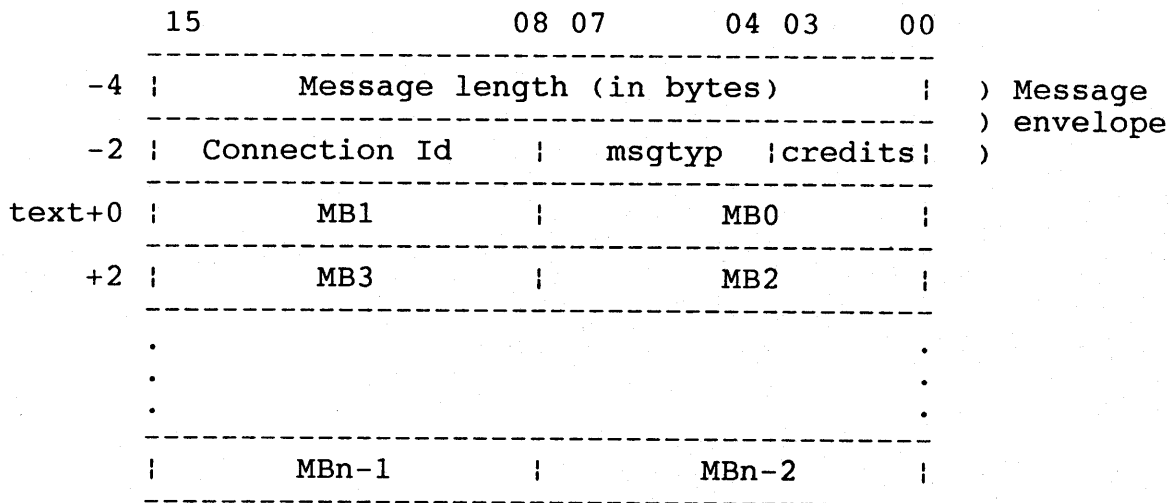 15 08 07 04 03 00
-4 Message length (in bytes) ) Message
) envelope
-2 Connection Id msgtyp credits )
text+0 MB1 MB0
+2 MB3 MB2
MBn-1 MBn-2